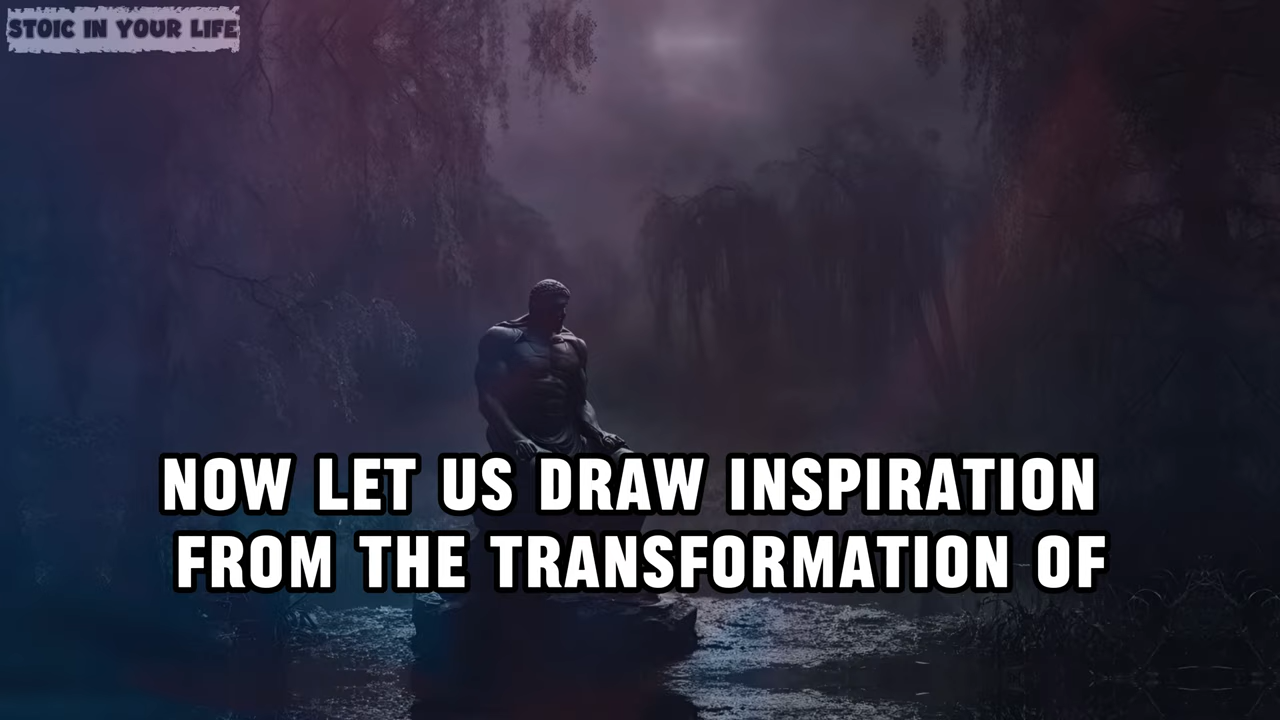 STOIC IN YOUR LIFE
NOW LET US DRAW INSPIRATION
FROM THE TRANSFORMATION OF